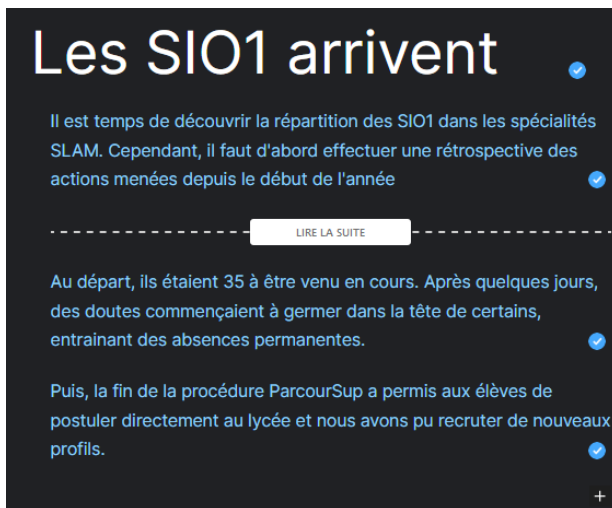 Les SIO1 arrivent
Il est temps de découvrir la répartition des SIO1 dans les spécialités
SLAM. Cependant, il faut d'abord effectuer une rétrospective des
actions menées depuis le début de l'année
LIRE LA SUITE
Au départ, ils étaient 35 à être venu en cours. Après quelques jours,
des doutes commençaient à germer dans la tête de certains,
entrainant des absences permanentes.
Puis, la fin de la procédure ParcourSup a permis aux élèves de
postuler directement au lycée et nous avons pu recruter de nouveaux
profils.